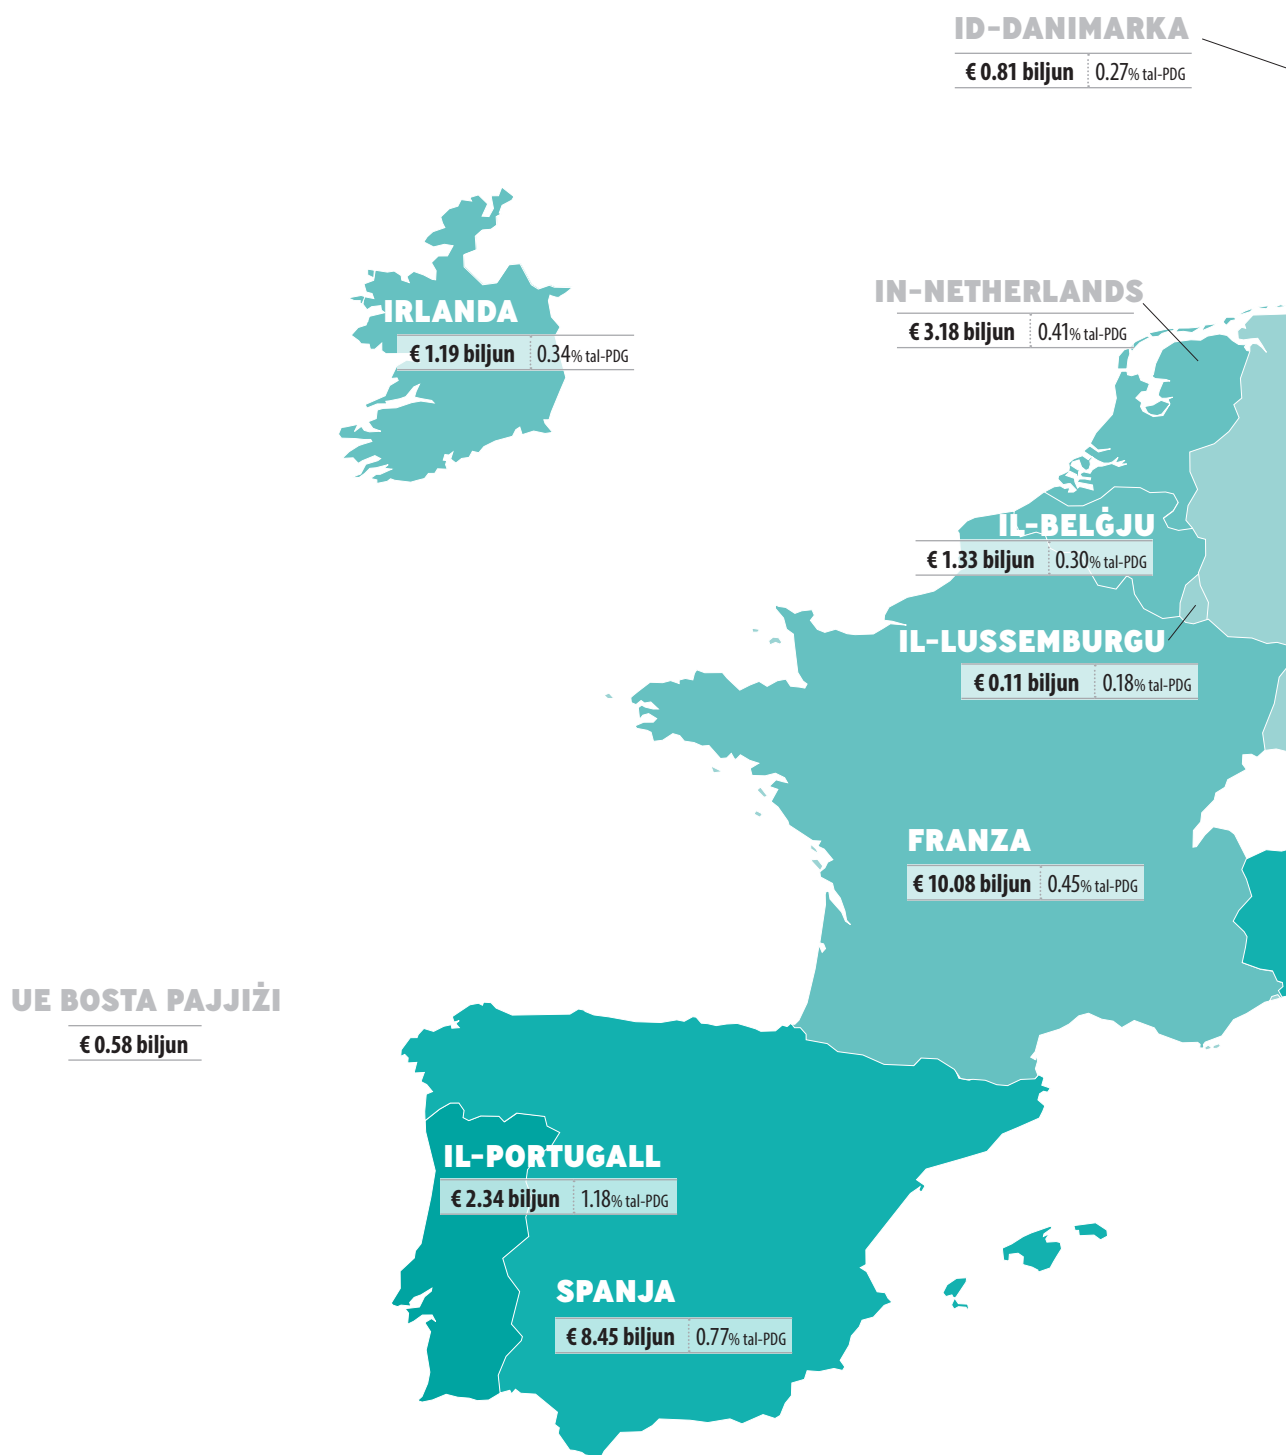 ID-DANIMARKA
€ 0.81 biljun 0.27% tal-PDG
IRLANDA
€ 1.19 biljun 0.34% tal-PDG
IN-NETHERLANDS
€ 3.18 biljun 0.41% tal-PDG
IL-BELĠJU
€ 1.33 biljun 0.30% tal-PDG
IL-LUSSEMBURGU
€ 0.11 biljun 0.18% tal-PDG
FRANZA
€ 10.08 biljun 0.45% tal-PDG
UE BOSTA PAJJIŻI
€ 0.58 biljun
IL-PORTUGALL
€ 2.34 biljun 1.18% tal-PDG
SPANJA
€ 8.45 biljun 0.77% tal-PDG